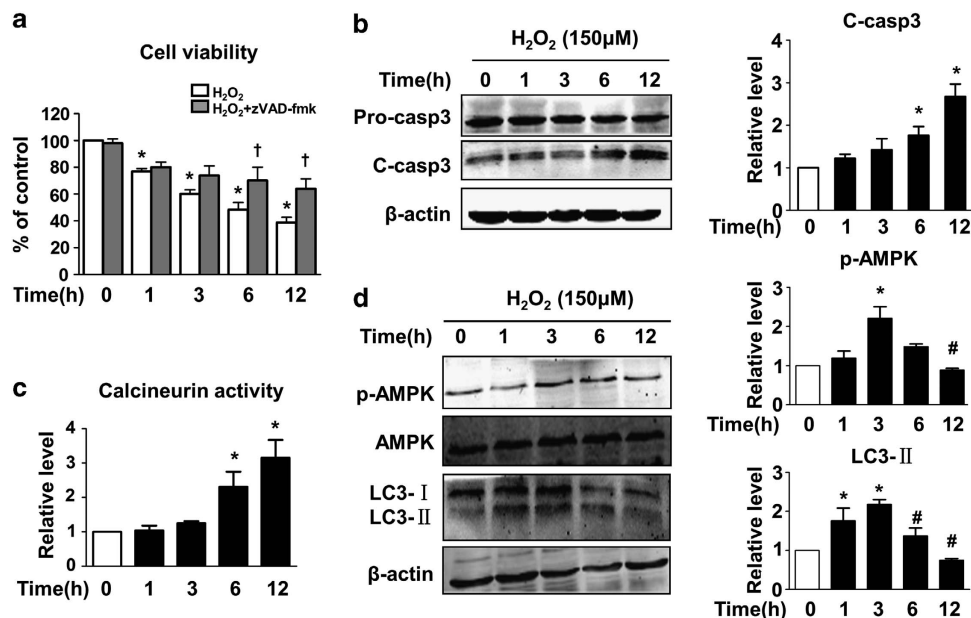 a
Cell viability
H₂O₂
H₂O₂+zVAD-fmk
% of control
120
100
80
60
40
20
0
* * * † * †
Time(h) 0 1 3 6 12
b
H₂O₂ (150μM)
Time(h) 0 1 3 6 12
Pro-casp3
C-casp3
β-actin
C-casp3
Relative level
4
3
2
1
0
* *
Time(h) 0 1 3 6 12
c
Calcineurin activity
Relative level
4
3
2
1
0
* *
Time(h) 0 1 3 6 12
d
H₂O₂ (150μM)
Time(h) 0 1 3 6 12
p-AMPK
AMPK
LC3-Ⅰ
LC3-Ⅱ
β-actin
p-AMPK
Relative level
3
2
1
0
* #
Time(h) 0 1 3 6 12
LC3-Ⅱ
Relative level
3
2
1
0
* * # #
Time(h) 0 1 3 6 12